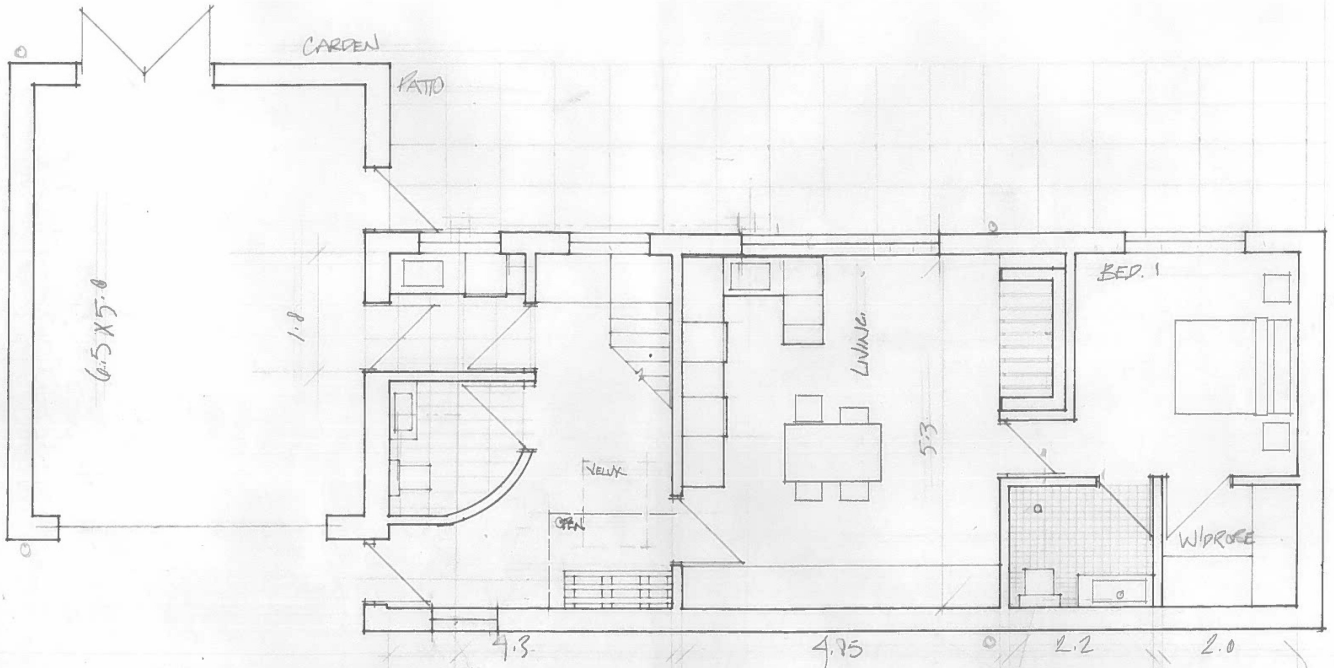 GARDEN
PATIO
BED. 1
6.5 X 5.0
1.8
LIVING
5.3
VELUX
OPEN
W/DROBE
4.3
4.85
2.2
2.0